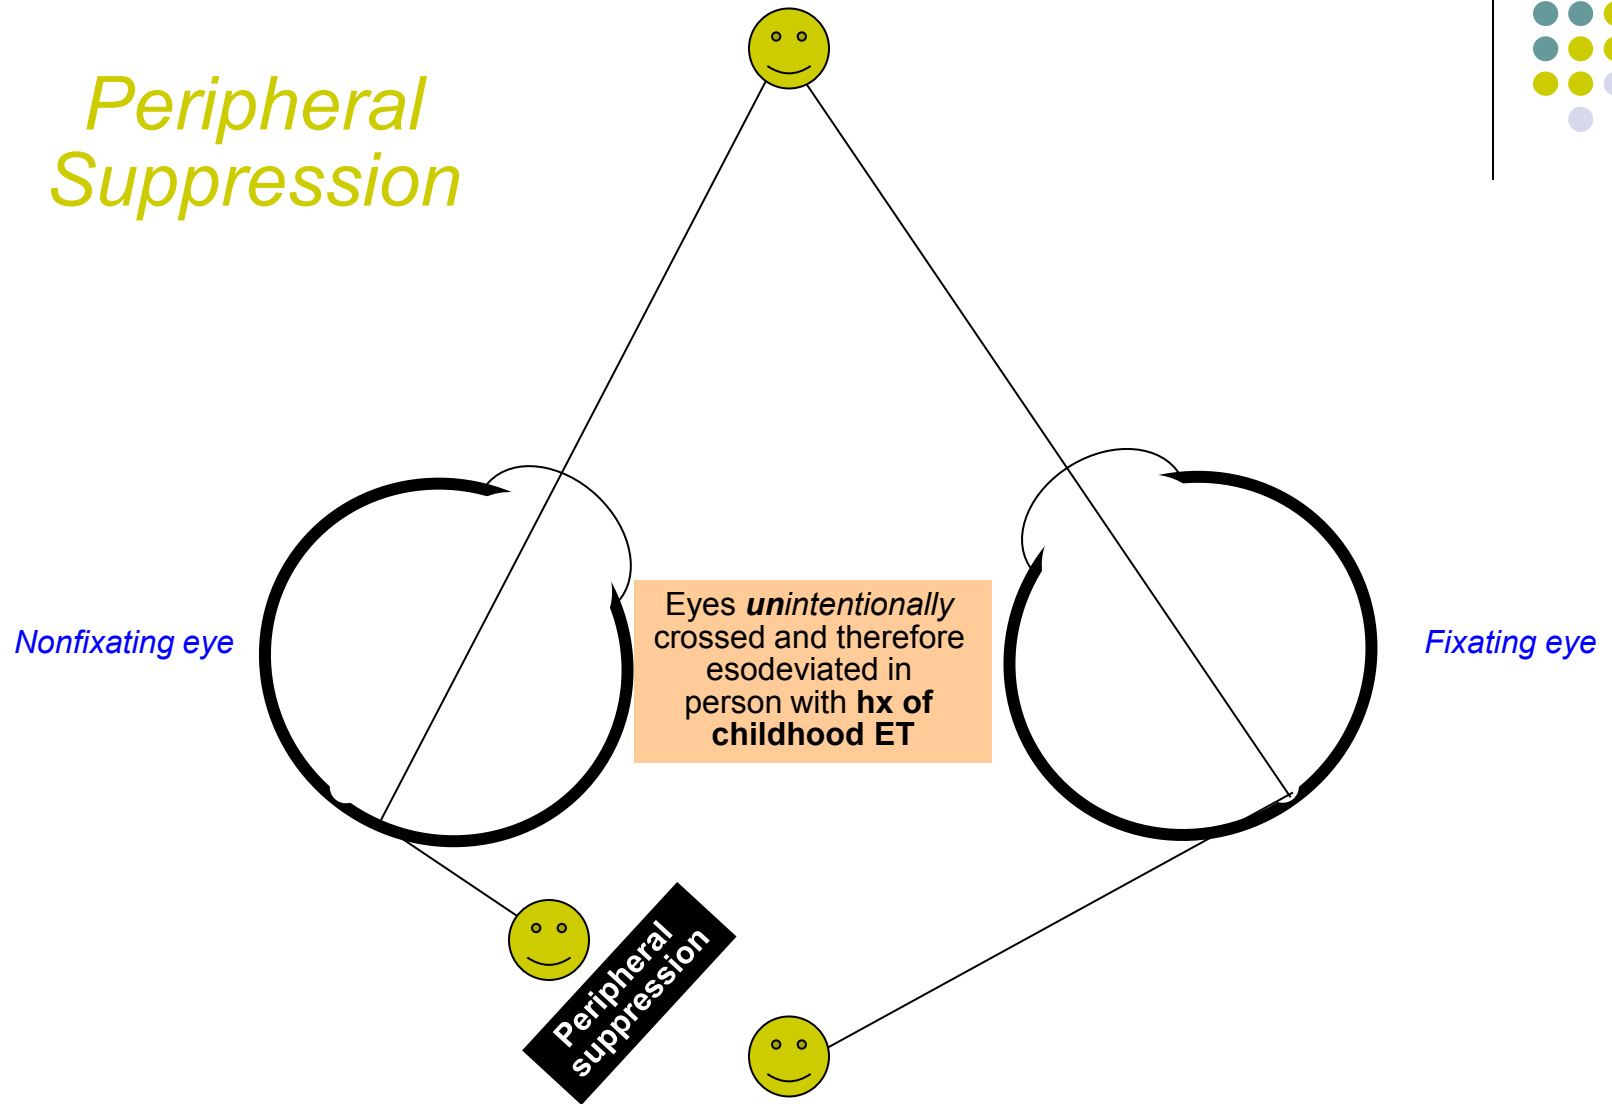 Peripheral
Suppression
Nonfixating eye
Eyes unintentionally
crossed and therefore
esodeviated in
person with hx of
childhood ET
Fixating eye
Peripheral
suppression